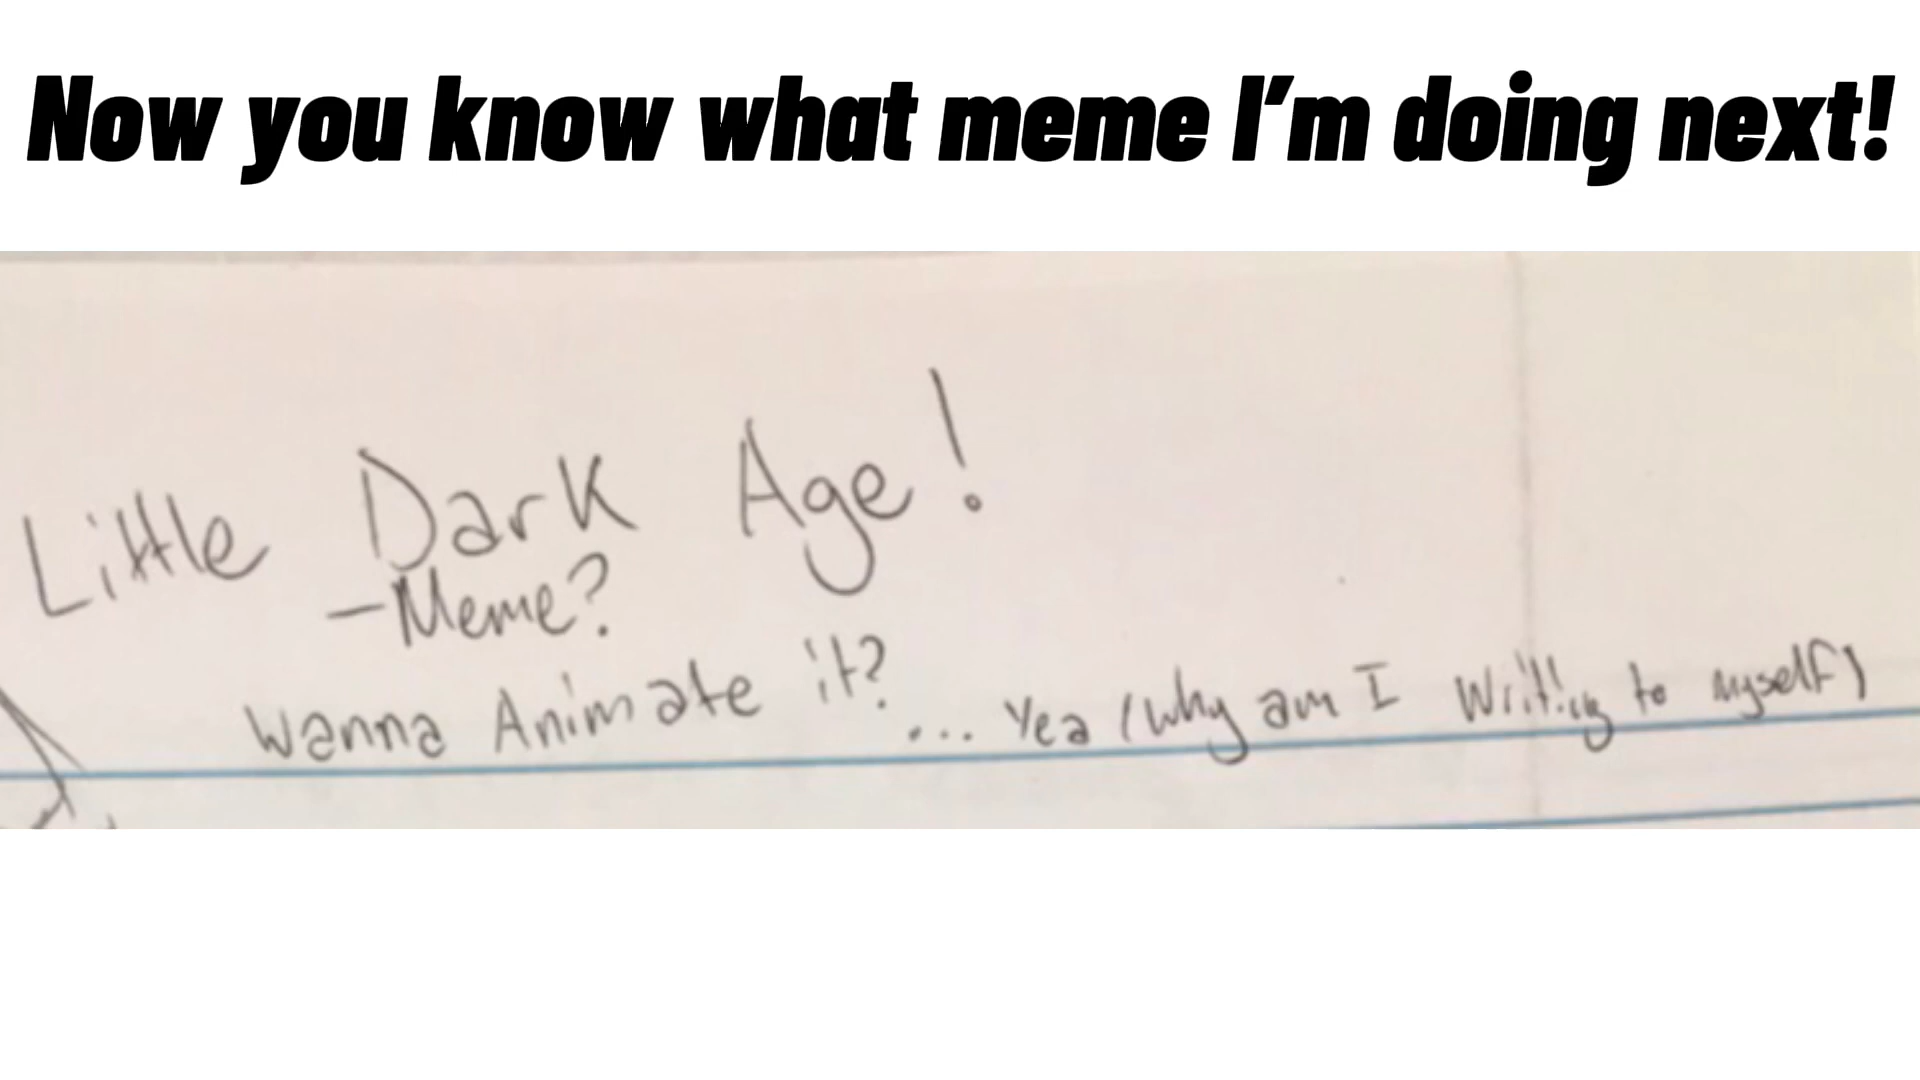 Now you know what meme I'm doing next!
Little Dark Age!
-Meme?
Wanna Animate it?
... Yea (why am I writing to myself)